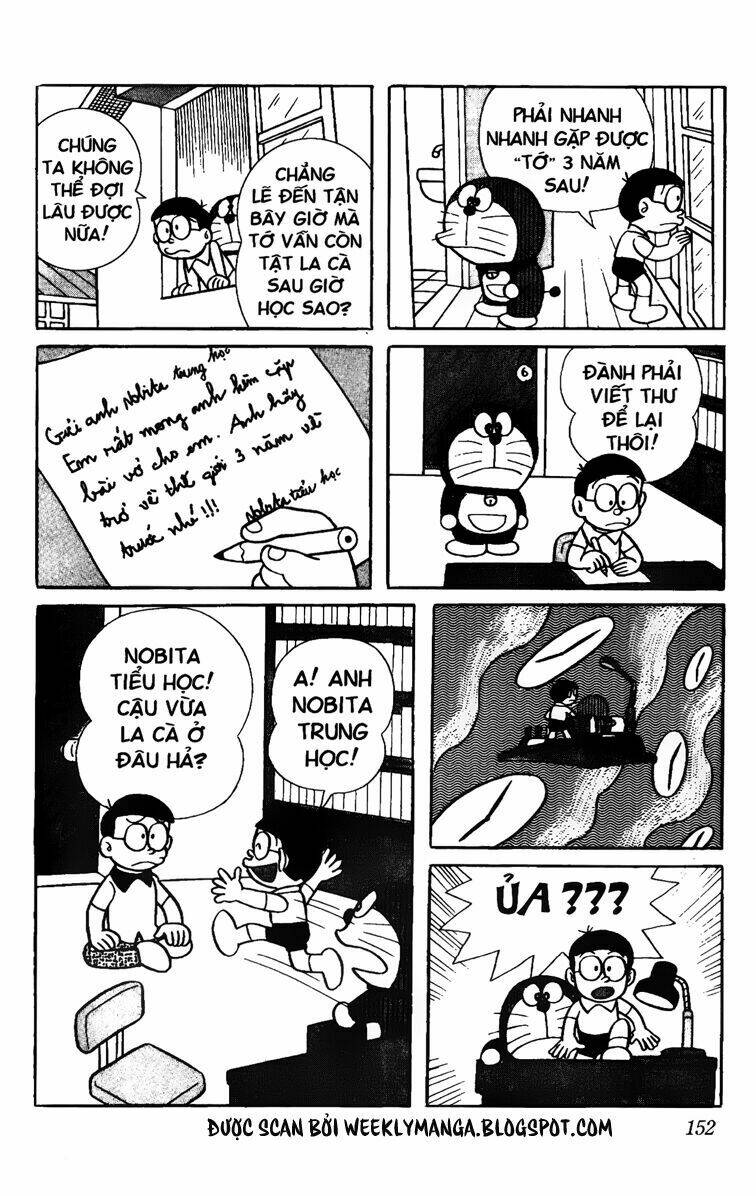 CHÚNG
TA KHÔNG
THỂ ĐỢI
LÂU ĐƯỢC
NỮA!
CHẲNG
LẼ ĐẾN TẬN
BÂY GIỜ MÀ
TỚ VẪN CÒN
TẬT LA CÀ
SAU GIỜ
HỌC SAO?
PHẢI NHANH
NHANH GẶP ĐƯỢC
"TỚ" 3 NĂM
SAU!
Gửi anh Nobita trung học
Em rất mong anh kèm cặp
bài vở cho em. Anh hãy
trở về thế giới 3 năm về
trước nhé!!!
Nobita tiểu học
6
ĐÀNH PHẢI
VIẾT THƯ
ĐỂ LẠI
THÔI!
NOBITA
TIỂU HỌC!
CẬU VỪA
LA CÀ Ở
ĐÂU HẢ?
A! ANH
NOBITA
TRUNG
HỌC!
ỦA???
ĐƯỢC SCAN BỞI WEEKLYMANGA.BLOGSPOT.COM
152